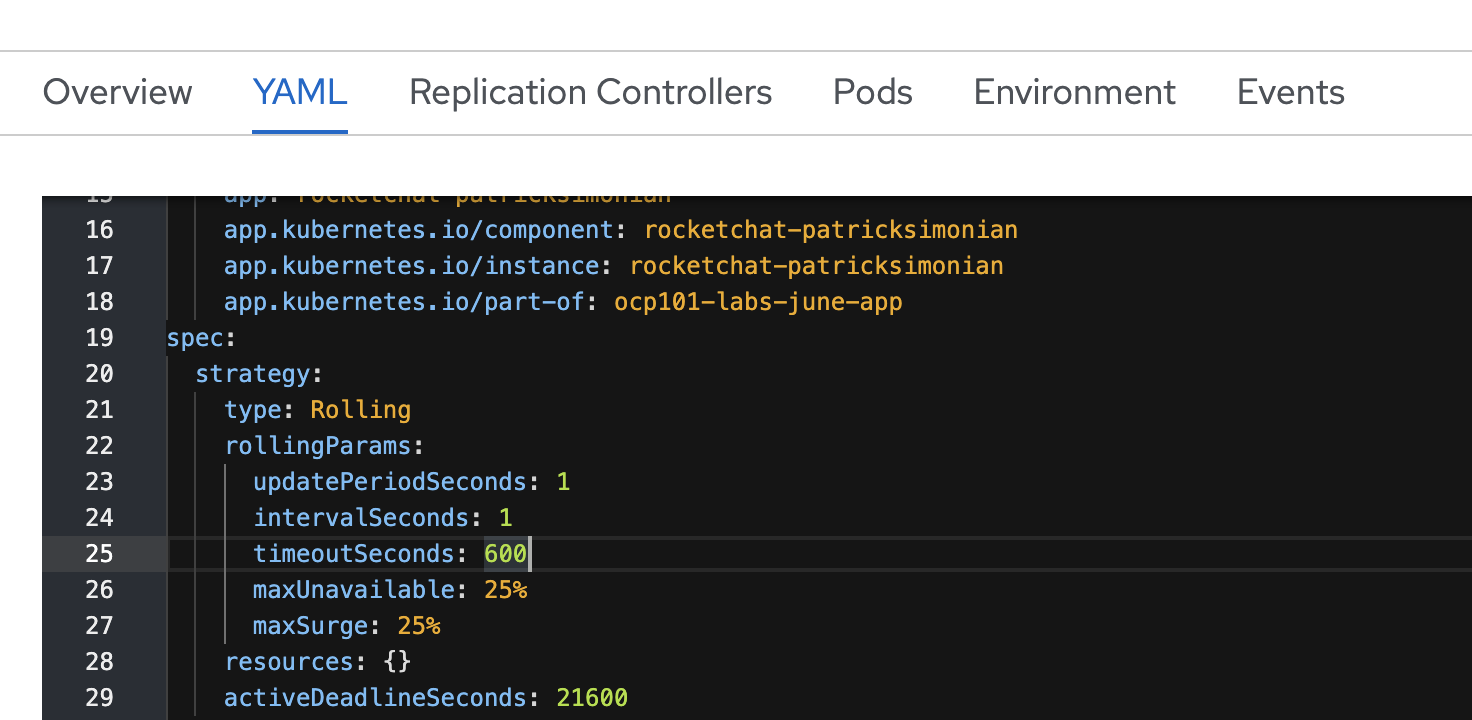 Overview YAML Replication Controllers Pods Environment Events
15 app: rocketchat-patricksimonian
16 app.kubernetes.io/component: rocketchat-patricksimonian
17 app.kubernetes.io/instance: rocketchat-patricksimonian
18 app.kubernetes.io/part-of: ocp101-labs-june-app
19 spec:
20 strategy:
21 type: Rolling
22 rollingParams:
23 updatePeriodSeconds: 1
24 intervalSeconds: 1
25 timeoutSeconds: 600
26 maxUnavailable: 25%
27 maxSurge: 25%
28 resources: {}
29 activeDeadlineSeconds: 21600